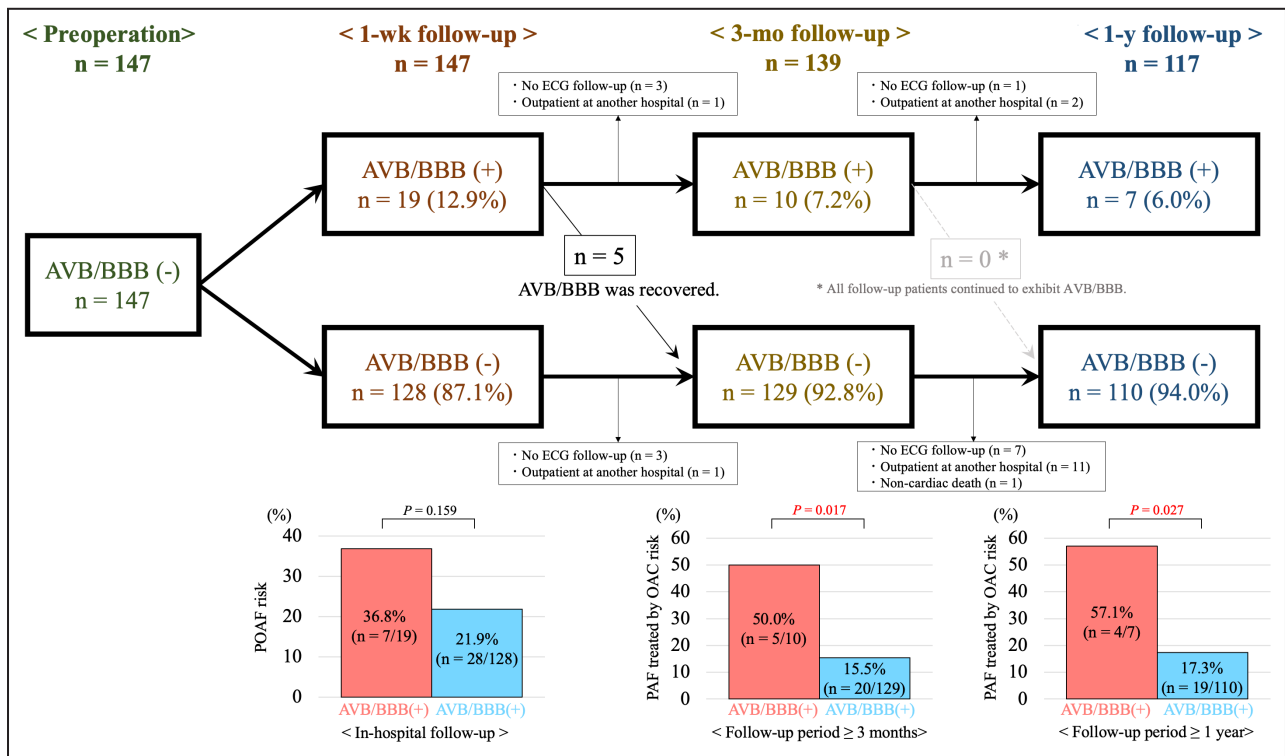 < Preoperation>
n = 147
< 1-wk follow-up >
n = 147
< 3-mo follow-up >
n = 139
< 1-y follow-up >
n = 117
・No ECG follow-up (n = 3)
・Outpatient at another hospital (n = 1)
・No ECG follow-up (n = 1)
・Outpatient at another hospital (n = 2)
AVB/BBB (+)
n = 19 (12.9%)
AVB/BBB (+)
n = 10 (7.2%)
AVB/BBB (+)
n = 7 (6.0%)
AVB/BBB (-)
n = 147
n = 5
AVB/BBB was recovered.
n = 0 *
* All follow-up patients continued to exhibit AVB/BBB.
AVB/BBB (-)
n = 128 (87.1%)
AVB/BBB (-)
n = 129 (92.8%)
AVB/BBB (-)
n = 110 (94.0%)
・No ECG follow-up (n = 3)
・Outpatient at another hospital (n = 1)
・No ECG follow-up (n = 7)
・Outpatient at another hospital (n = 11)
・Non-cardiac death (n = 1)
(%)
P = 0.159
40
30
20
10
0
POAF risk
36.8%
(n = 7/19)
21.9%
(n = 28/128)
AVB/BBB(+) AVB/BBB(+)
< In-hospital follow-up >
(%)
P = 0.017
60
50
40
30
20
10
0
PAF treated by OAC risk
50.0%
(n = 5/10)
15.5%
(n = 20/129)
AVB/BBB(+) AVB/BBB(+)
< Follow-up period ≥ 3 months>
(%)
P = 0.027
60
50
40
30
20
10
0
PAF treated by OAC risk
57.1%
(n = 4/7)
17.3%
(n = 19/110)
AVB/BBB(+) AVB/BBB(+)
< Follow-up period ≥ 1 year>